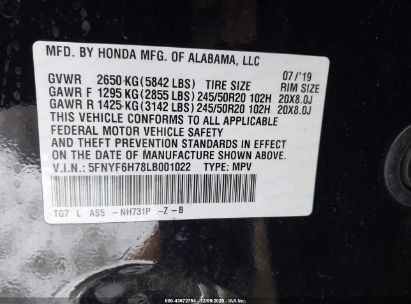 MFD. BY HONDA MFG. OF ALABAMA, LLC
GVWR 2650 KG (5842 LBS) TIRE SIZE 07/'19 RIM SIZE
GAWR F 1295 KG (2855 LBS) 245/50R20 102H 20X8.0J
GAWR R 1425 KG (3142 LBS) 245/50R20 102H 20X8.0J
THIS VEHICLE CONFORMS TO ALL APPLICABLE
FEDERAL MOTOR VEHICLE SAFETY, BUMPER,
AND THEFT PREVENTION STANDARDS IN EFFECT
ON THE DATE OF MANUFACTURE SHOWN ABOVE.
V.I.N.: 5FNYF6H78LB001022 TYPE: MPV
TG7 L AS5 -NH731P -Z -B